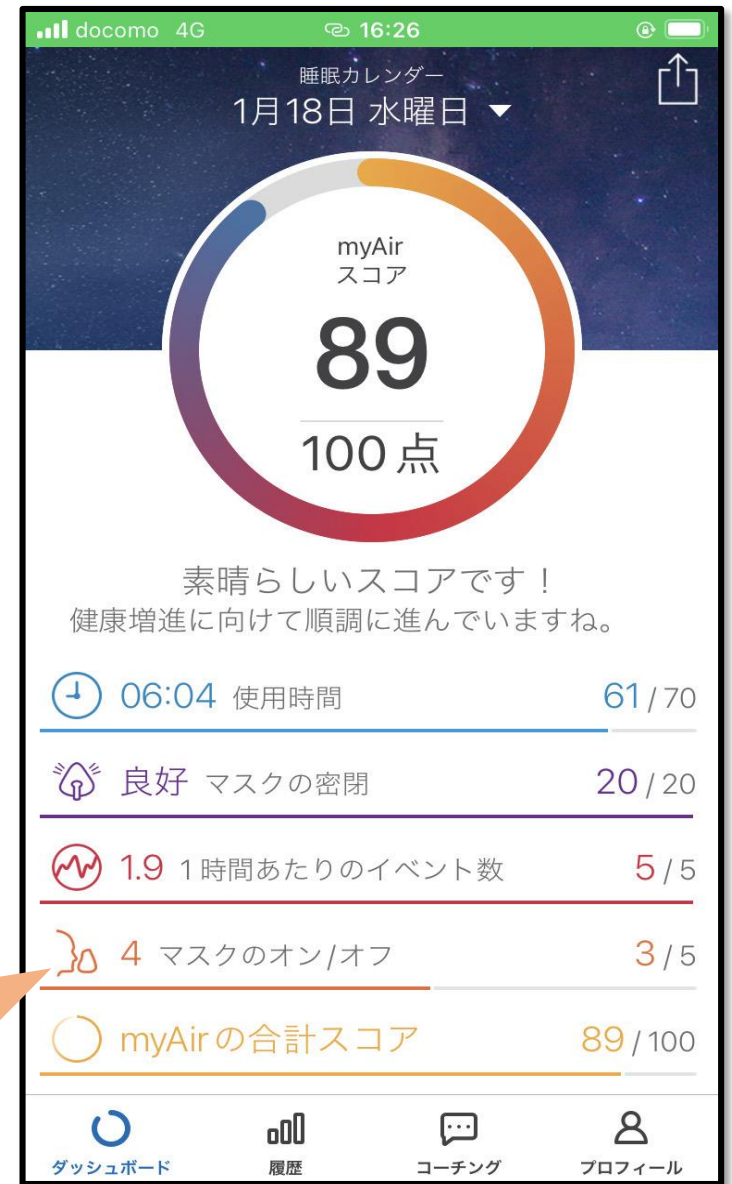 docomo 4G 16:26
睡眠カレンダー
1月18日 水曜日
myAir
スコア
89
100 点
素晴らしいスコアです！
健康増進に向けて順調に進んでいますね。
06:04 使用時間 61/70
良好 マスクの密閉 20/20
1.9 1時間あたりのイベント数 5/5
4 マスクのオン/オフ 3/5
myAirの合計スコア 89/100
ダッシュボード 履歴 コーチング プロフィール